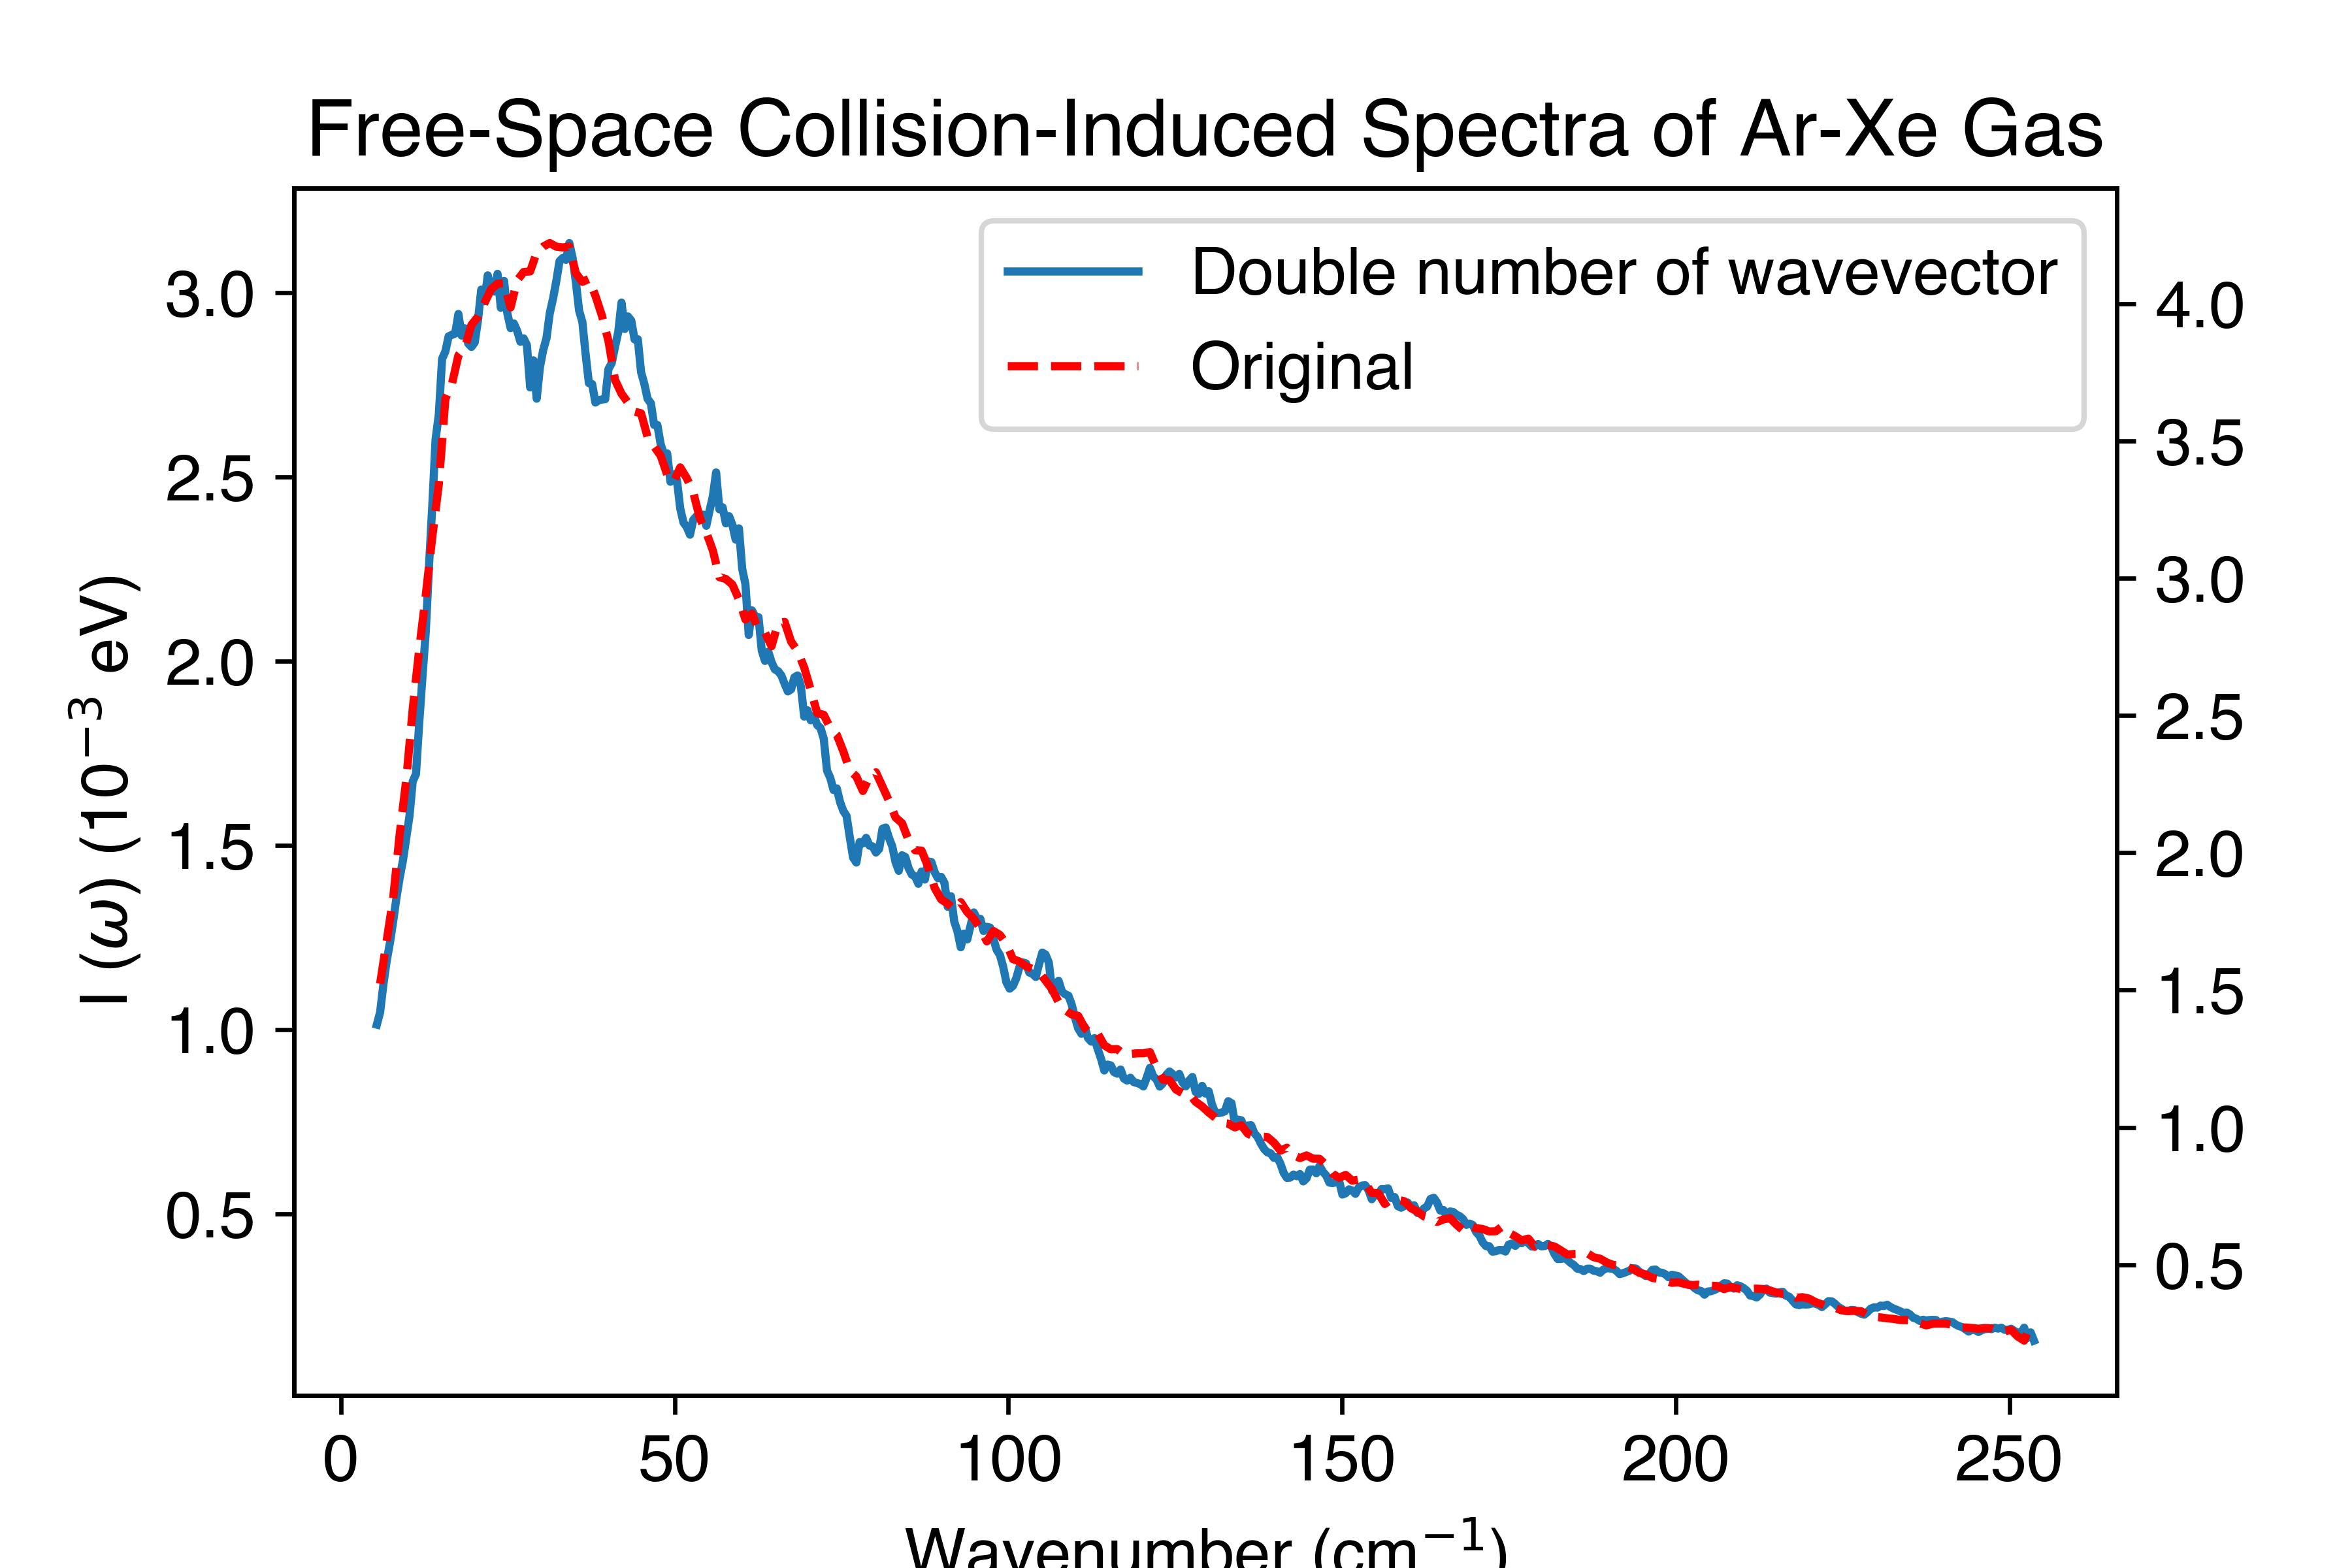 Free-Space Collision-Induced Spectra of Ar-Xe Gas
Double number of wavevector
Original
I (ω) (10⁻³ eV)
3.0
2.5
2.0
1.5
1.0
0.5
4.0
3.5
3.0
2.5
2.0
1.5
1.0
0.5
0 50 100 150 200 250
Wavenumber (cm⁻¹)